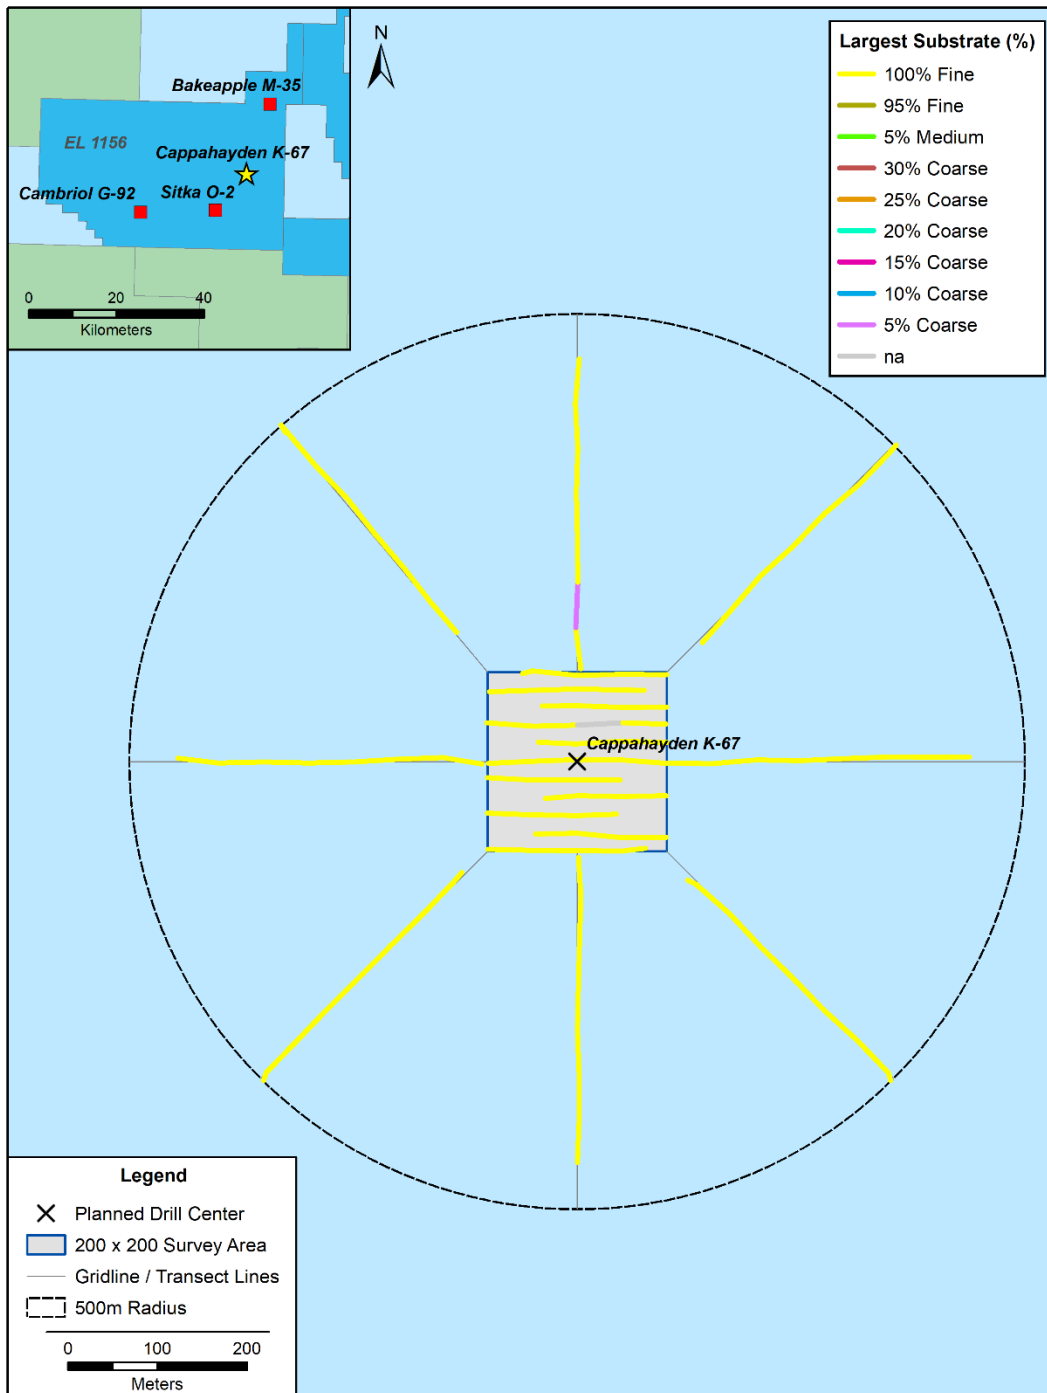 Bakeapple M-35
EL 1156
Cappahayden K-67
Cambriol G-92
Sitka O-2
0 20 40
Kilometers
N
Largest Substrate (%)
100% Fine
95% Fine
5% Medium
30% Coarse
25% Coarse
20% Coarse
15% Coarse
10% Coarse
5% Coarse
na
Cappahayden K-67
Legend
Planned Drill Center
200 x 200 Survey Area
Gridline / Transect Lines
500m Radius
0 100 200
Meters